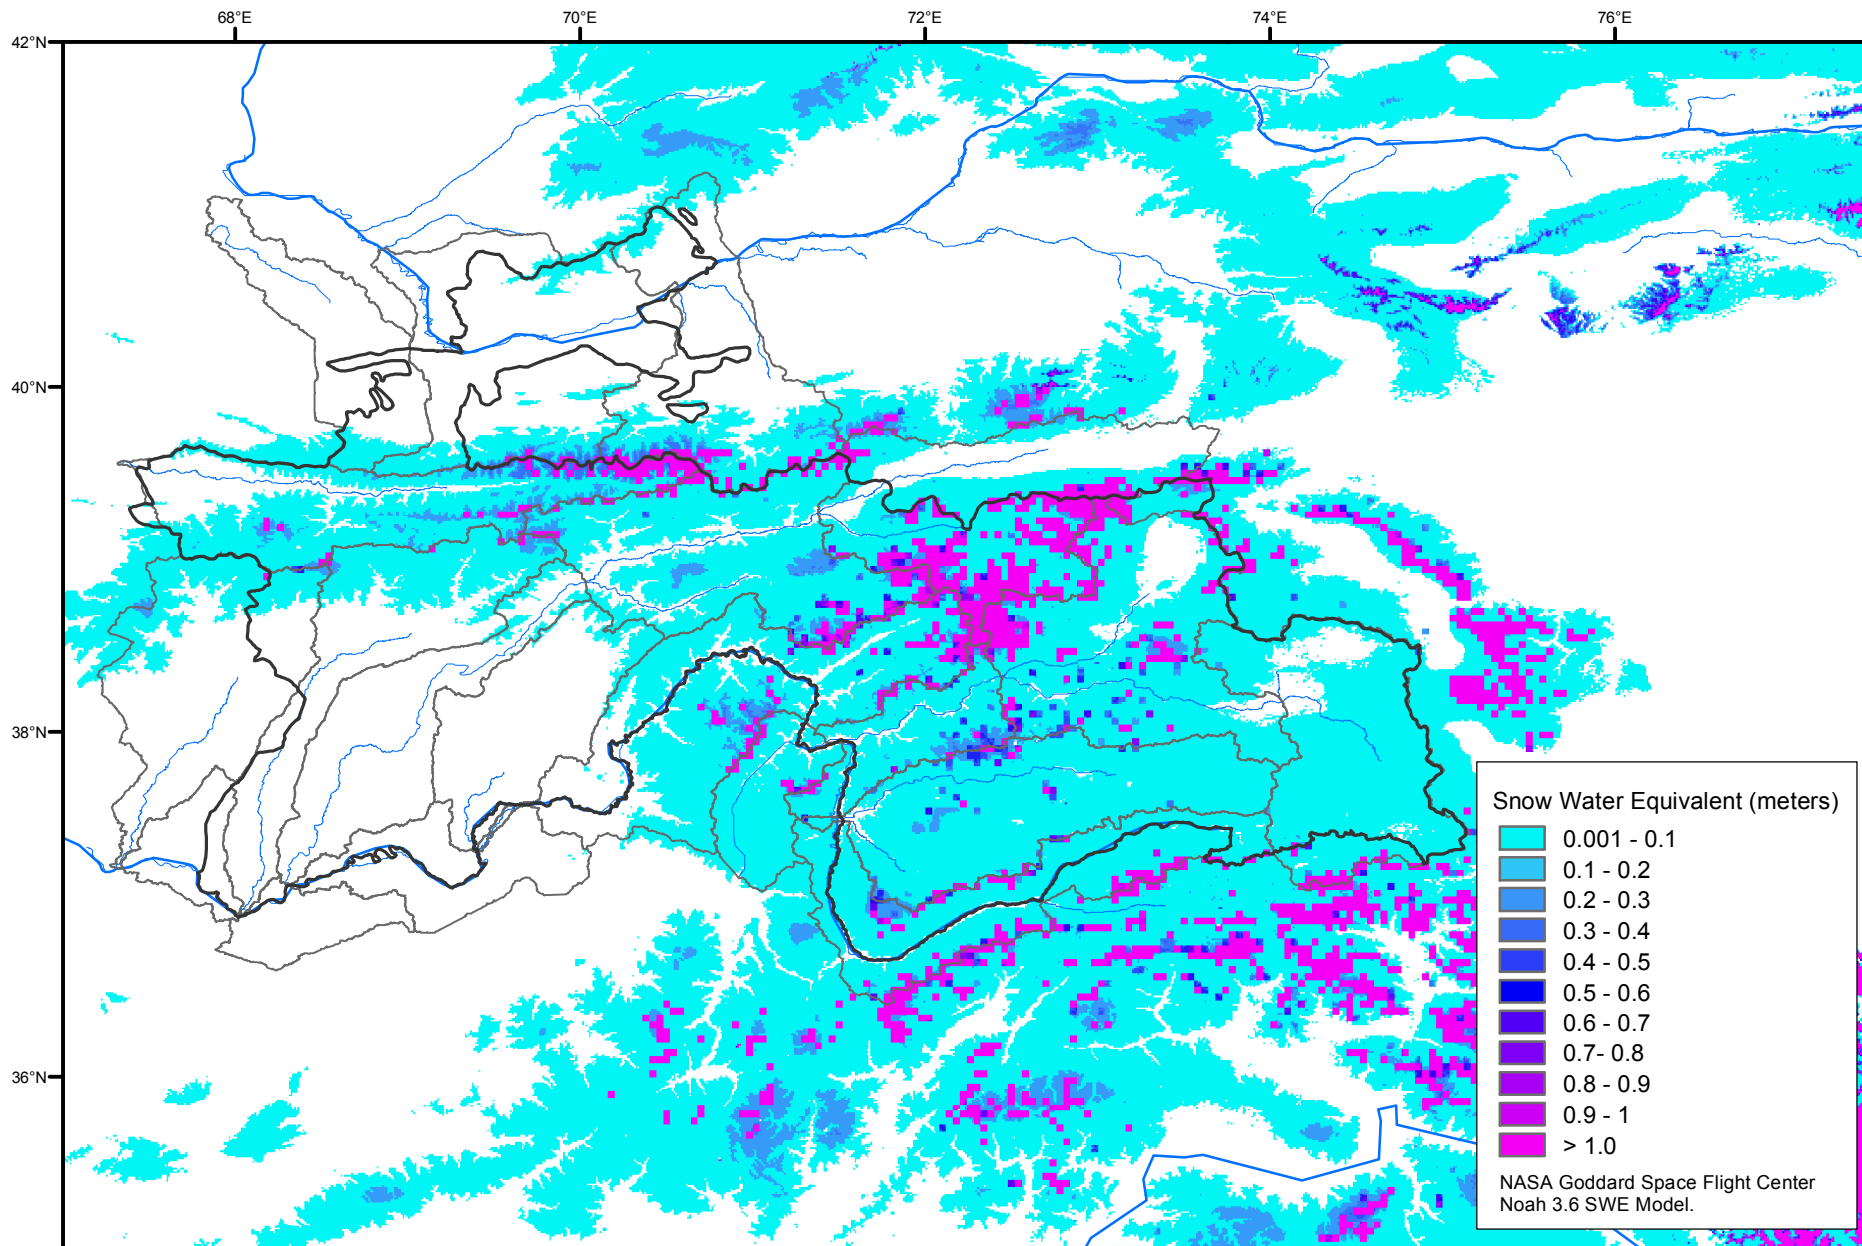 68°E 70°E 72°E 74°E 76°E
42°N
40°N
38°N
36°N
Snow Water Equivalent (meters)
0.001 - 0.1
0.1 - 0.2
0.2 - 0.3
0.3 - 0.4
0.4 - 0.5
0.5 - 0.6
0.6 - 0.7
0.7- 0.8
0.8 - 0.9
0.9 - 1
> 1.0
NASA Goddard Space Flight Center
Noah 3.6 SWE Model.